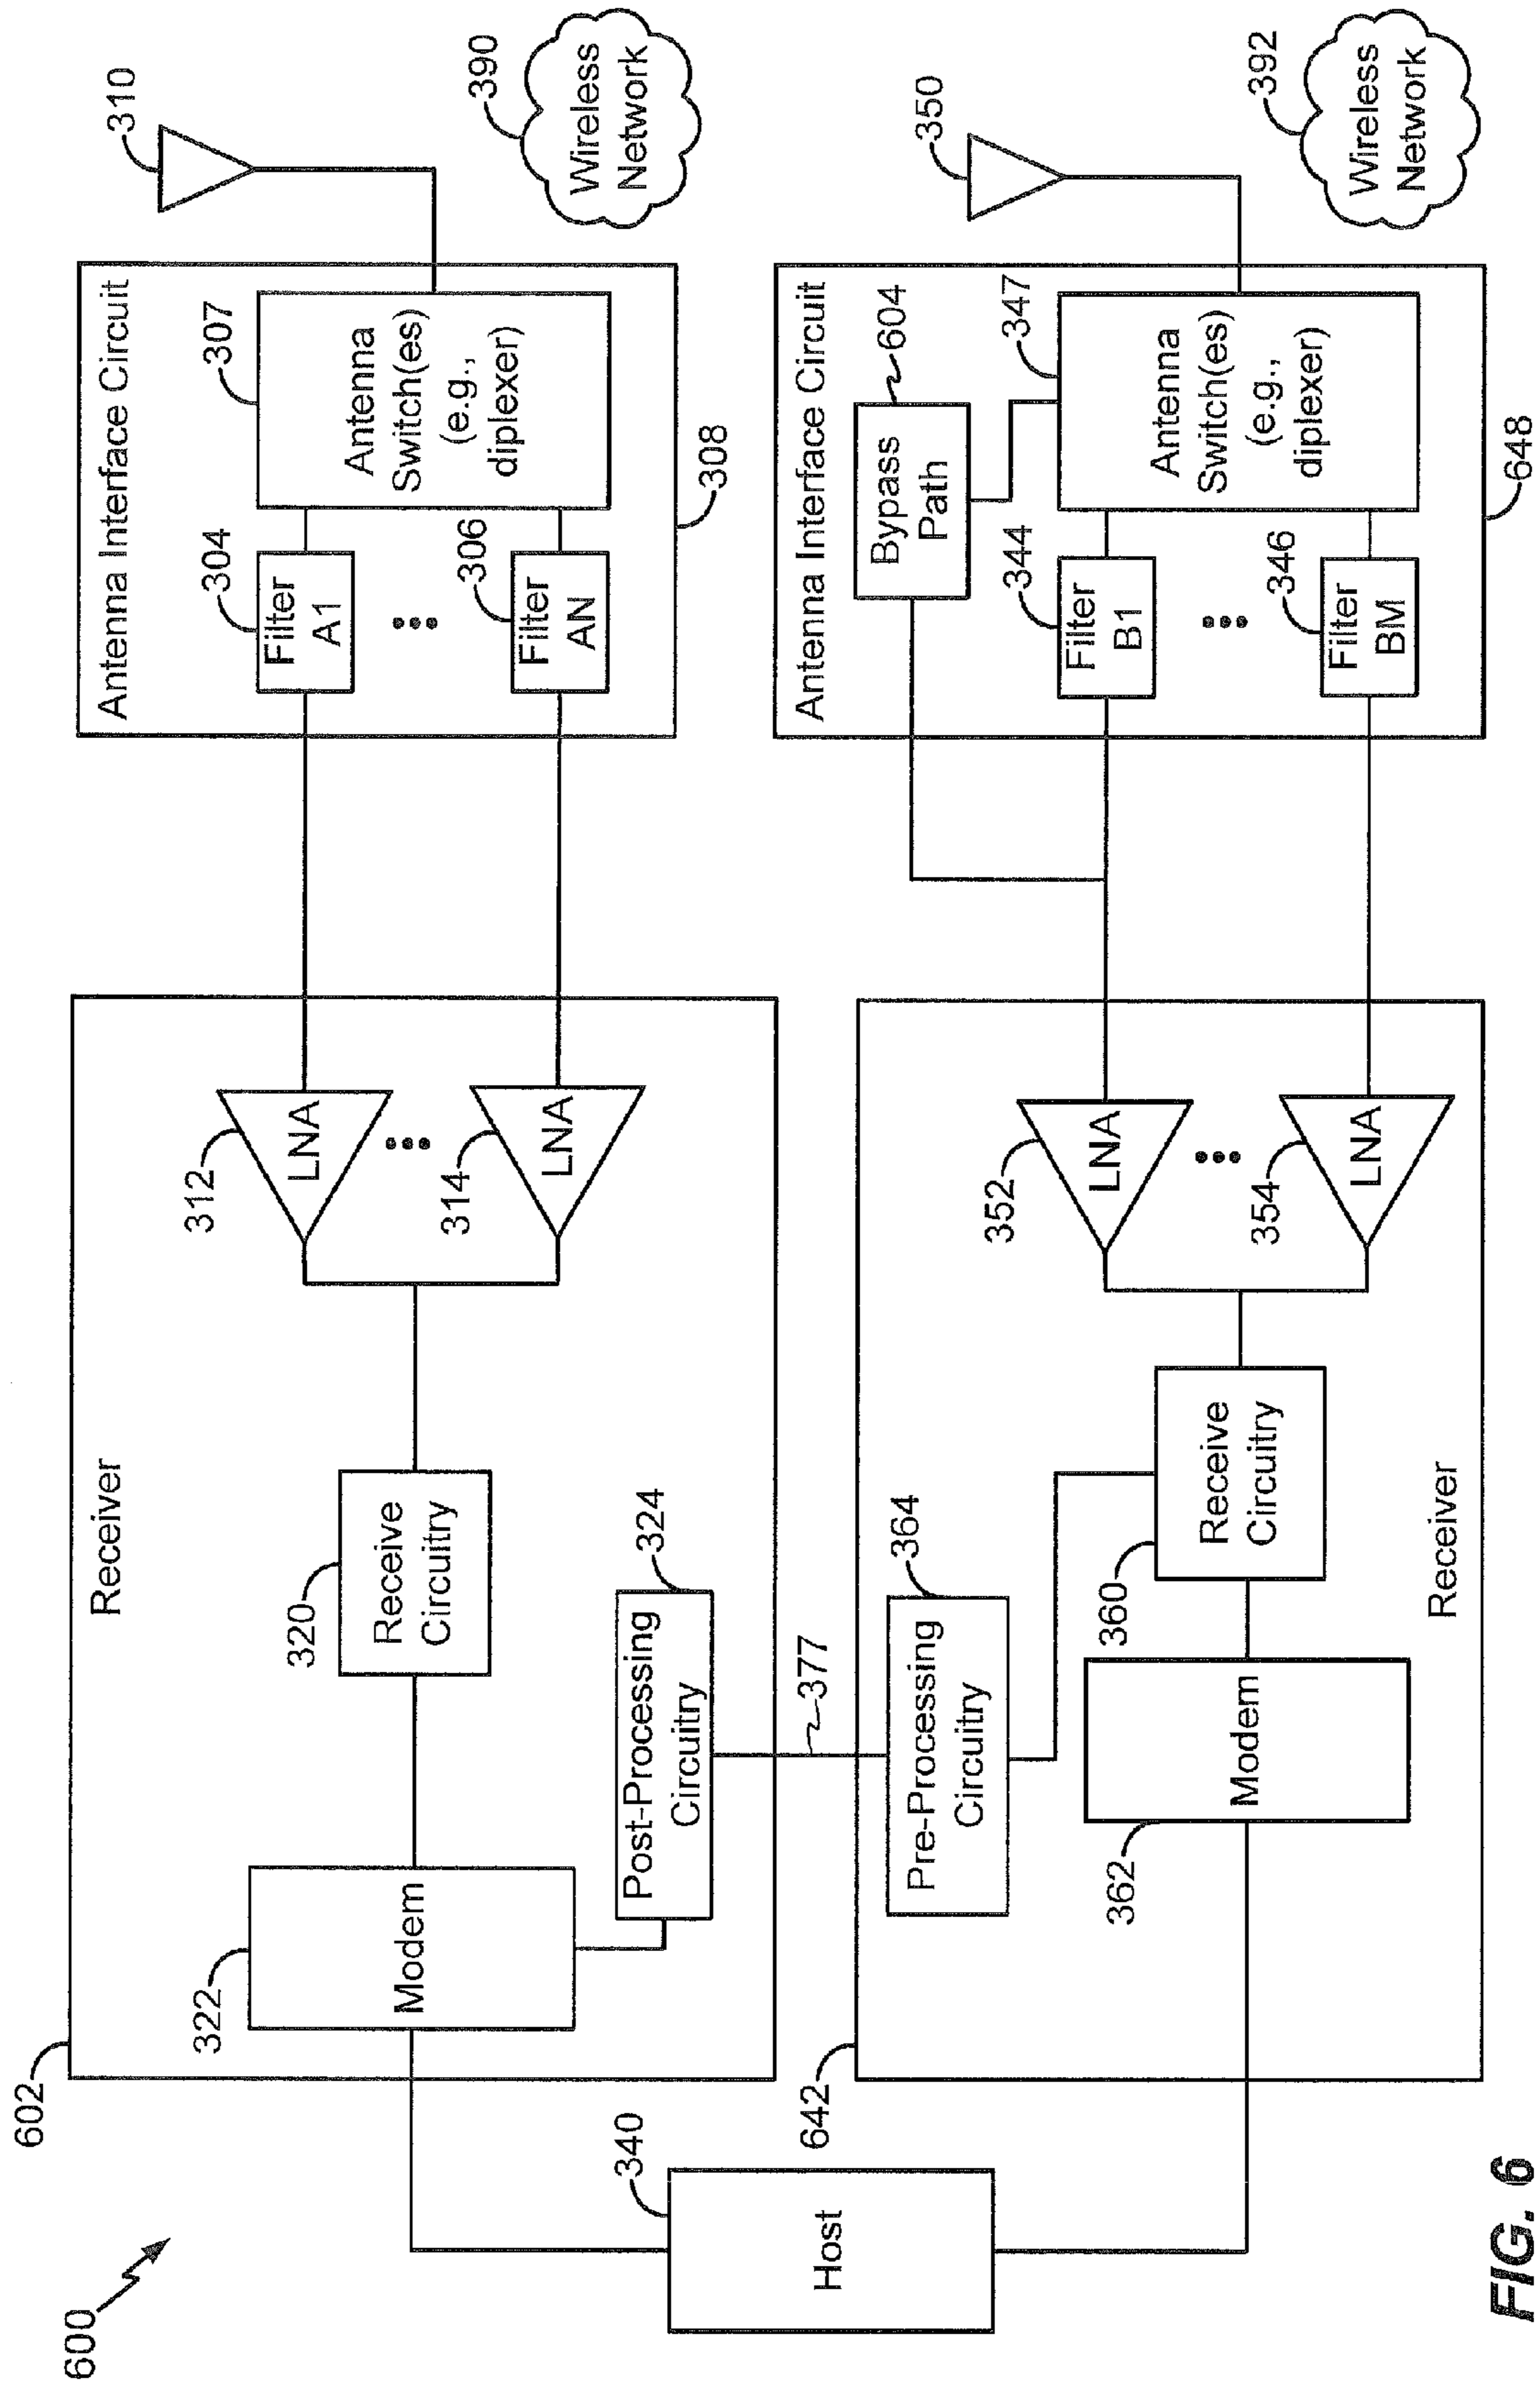 600
602
Receiver
322
Modem
320
Receive
Circuitry
312
LNA
314
LNA
Post-Processing
Circuitry
324
Antenna Interface Circuit
304
Filter
A1
306
Filter
AN
307
Antenna
Switch(es)
(e.g.,
diplexer)
308
310
390
Wireless
Network
340
Host
377
642
Pre-Processing
Circuitry
364
362
Modem
360
Receive
Circuitry
Receiver
352
LNA
354
LNA
Antenna Interface Circuit
Bypass
Path
604
344
Filter
B1
346
Filter
BM
347
Antenna
Switch(es)
(e.g.,
diplexer)
648
350
392
Wireless
Network
FIG. 6